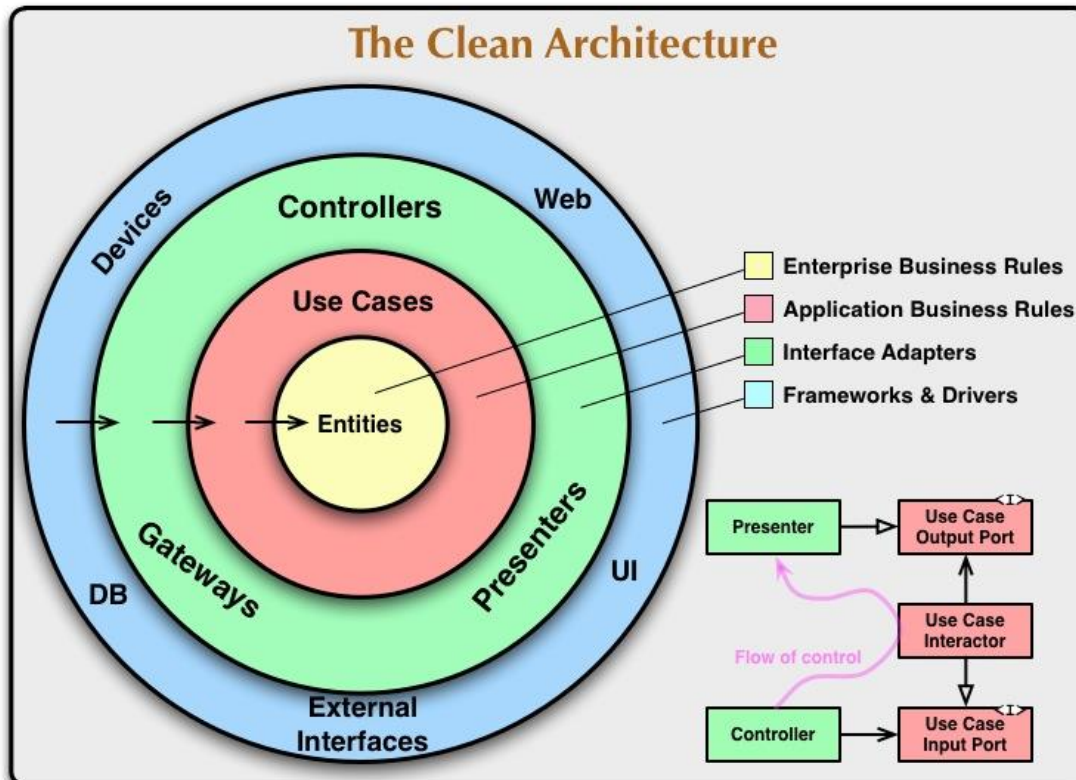 The Clean Architecture
Devices
Web
Controllers
Use Cases
Entities
Gateways
Presenters
DB
UI
External
Interfaces
Enterprise Business Rules
Application Business Rules
Interface Adapters
Frameworks & Drivers
Presenter
<I>
Use Case
Output Port
Use Case
Interactor
Flow of control
Controller
<I>
Use Case
Input Port